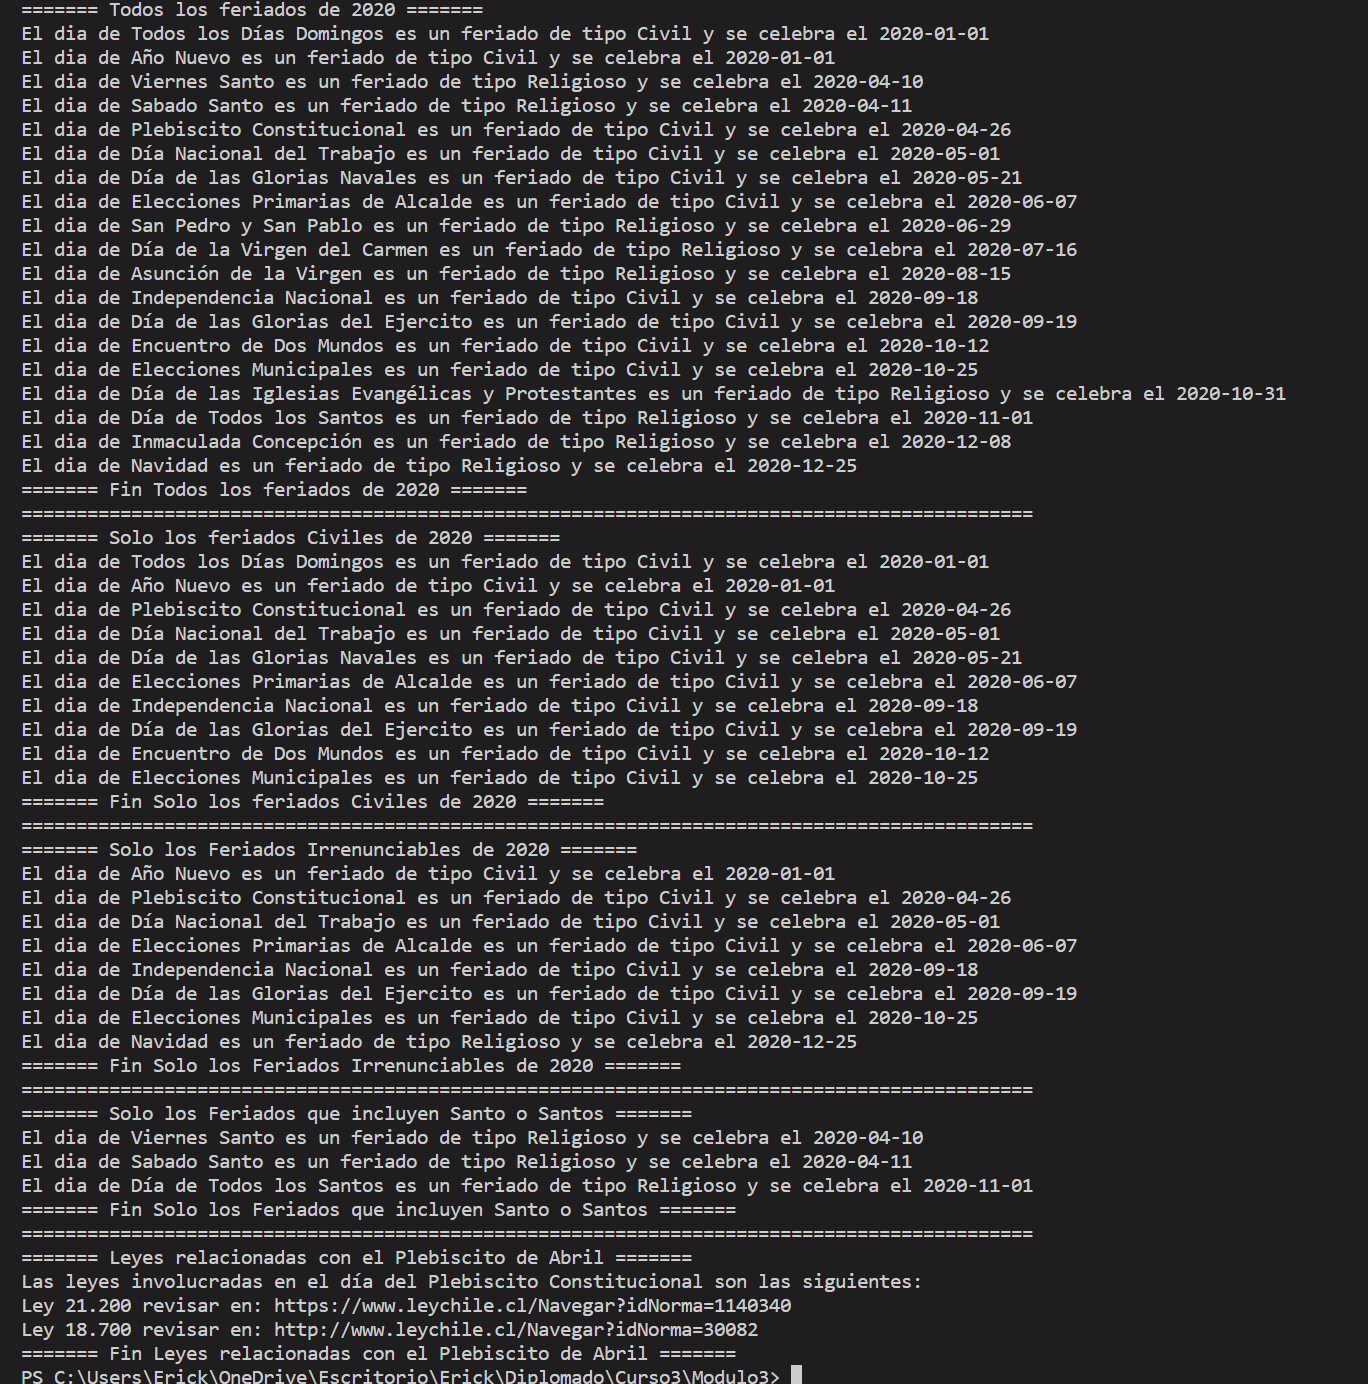 ======= Todos los feriados de 2020 =======
El dia de Todos los Días Domingos es un feriado de tipo Civil y se celebra el 2020-01-01
El dia de Año Nuevo es un feriado de tipo Civil y se celebra el 2020-01-01
El dia de Viernes Santo es un feriado de tipo Religioso y se celebra el 2020-04-10
El dia de Sabado Santo es un feriado de tipo Religioso y se celebra el 2020-04-11
El dia de Plebiscito Constitucional es un feriado de tipo Civil y se celebra el 2020-04-26
El dia de Día Nacional del Trabajo es un feriado de tipo Civil y se celebra el 2020-05-01
El dia de Día de las Glorias Navales es un feriado de tipo Civil y se celebra el 2020-05-21
El dia de Elecciones Primarias de Alcalde es un feriado de tipo Civil y se celebra el 2020-06-07
El dia de San Pedro y San Pablo es un feriado de tipo Religioso y se celebra el 2020-06-29
El dia de Día de la Virgen del Carmen es un feriado de tipo Religioso y se celebra el 2020-07-16
El dia de Asunción de la Virgen es un feriado de tipo Religioso y se celebra el 2020-08-15
El dia de Independencia Nacional es un feriado de tipo Civil y se celebra el 2020-09-18
El dia de Día de las Glorias del Ejercito es un feriado de tipo Civil y se celebra el 2020-09-19
El dia de Encuentro de Dos Mundos es un feriado de tipo Civil y se celebra el 2020-10-12
El dia de Elecciones Municipales es un feriado de tipo Civil y se celebra el 2020-10-25
El dia de Día de las Iglesias Evangélicas y Protestantes es un feriado de tipo Religioso y se celebra el 2020-10-31
El dia de Día de Todos los Santos es un feriado de tipo Religioso y se celebra el 2020-11-01
El dia de Inmaculada Concepción es un feriado de tipo Religioso y se celebra el 2020-12-08
El dia de Navidad es un feriado de tipo Religioso y se celebra el 2020-12-25
======= Fin Todos los feriados de 2020 =======
============================================================================================
======= Solo los feriados Civiles de 2020 =======
El dia de Todos los Días Domingos es un feriado de tipo Civil y se celebra el 2020-01-01
El dia de Año Nuevo es un feriado de tipo Civil y se celebra el 2020-01-01
El dia de Plebiscito Constitucional es un feriado de tipo Civil y se celebra el 2020-04-26
El dia de Día Nacional del Trabajo es un feriado de tipo Civil y se celebra el 2020-05-01
El dia de Día de las Glorias Navales es un feriado de tipo Civil y se celebra el 2020-05-21
El dia de Elecciones Primarias de Alcalde es un feriado de tipo Civil y se celebra el 2020-06-07
El dia de Independencia Nacional es un feriado de tipo Civil y se celebra el 2020-09-18
El dia de Día de las Glorias del Ejercito es un feriado de tipo Civil y se celebra el 2020-09-19
El dia de Encuentro de Dos Mundos es un feriado de tipo Civil y se celebra el 2020-10-12
El dia de Elecciones Municipales es un feriado de tipo Civil y se celebra el 2020-10-25
======= Fin Solo los feriados Civiles de 2020 =======
============================================================================================
======= Solo los Feriados Irrenunciables de 2020 =======
El dia de Año Nuevo es un feriado de tipo Civil y se celebra el 2020-01-01
El dia de Plebiscito Constitucional es un feriado de tipo Civil y se celebra el 2020-04-26
El dia de Día Nacional del Trabajo es un feriado de tipo Civil y se celebra el 2020-05-01
El dia de Elecciones Primarias de Alcalde es un feriado de tipo Civil y se celebra el 2020-06-07
El dia de Independencia Nacional es un feriado de tipo Civil y se celebra el 2020-09-18
El dia de Día de las Glorias del Ejercito es un feriado de tipo Civil y se celebra el 2020-09-19
El dia de Elecciones Municipales es un feriado de tipo Civil y se celebra el 2020-10-25
El dia de Navidad es un feriado de tipo Religioso y se celebra el 2020-12-25
======= Fin Solo los Feriados Irrenunciables de 2020 =======
============================================================================================
======= Solo los Feriados que incluyen Santo o Santos =======
El dia de Viernes Santo es un feriado de tipo Religioso y se celebra el 2020-04-10
El dia de Sabado Santo es un feriado de tipo Religioso y se celebra el 2020-04-11
El dia de Día de Todos los Santos es un feriado de tipo Religioso y se celebra el 2020-11-01
======= Fin Solo los Feriados que incluyen Santo o Santos =======
============================================================================================
======= Leyes relacionadas con el Plebiscito de Abril =======
Las leyes involucradas en el día del Plebiscito Constitucional son las siguientes:
Ley 21.200 revisar en: https://www.leychile.cl/Navegar?idNorma=1140340
Ley 18.700 revisar en: http://www.leychile.cl/Navegar?idNorma=30082
======= Fin Leyes relacionadas con el Plebiscito de Abril =======
PS C:\Users\Erick\OneDrive\Escritorio\Erick\Diplomado\Curso3\Modulo3>